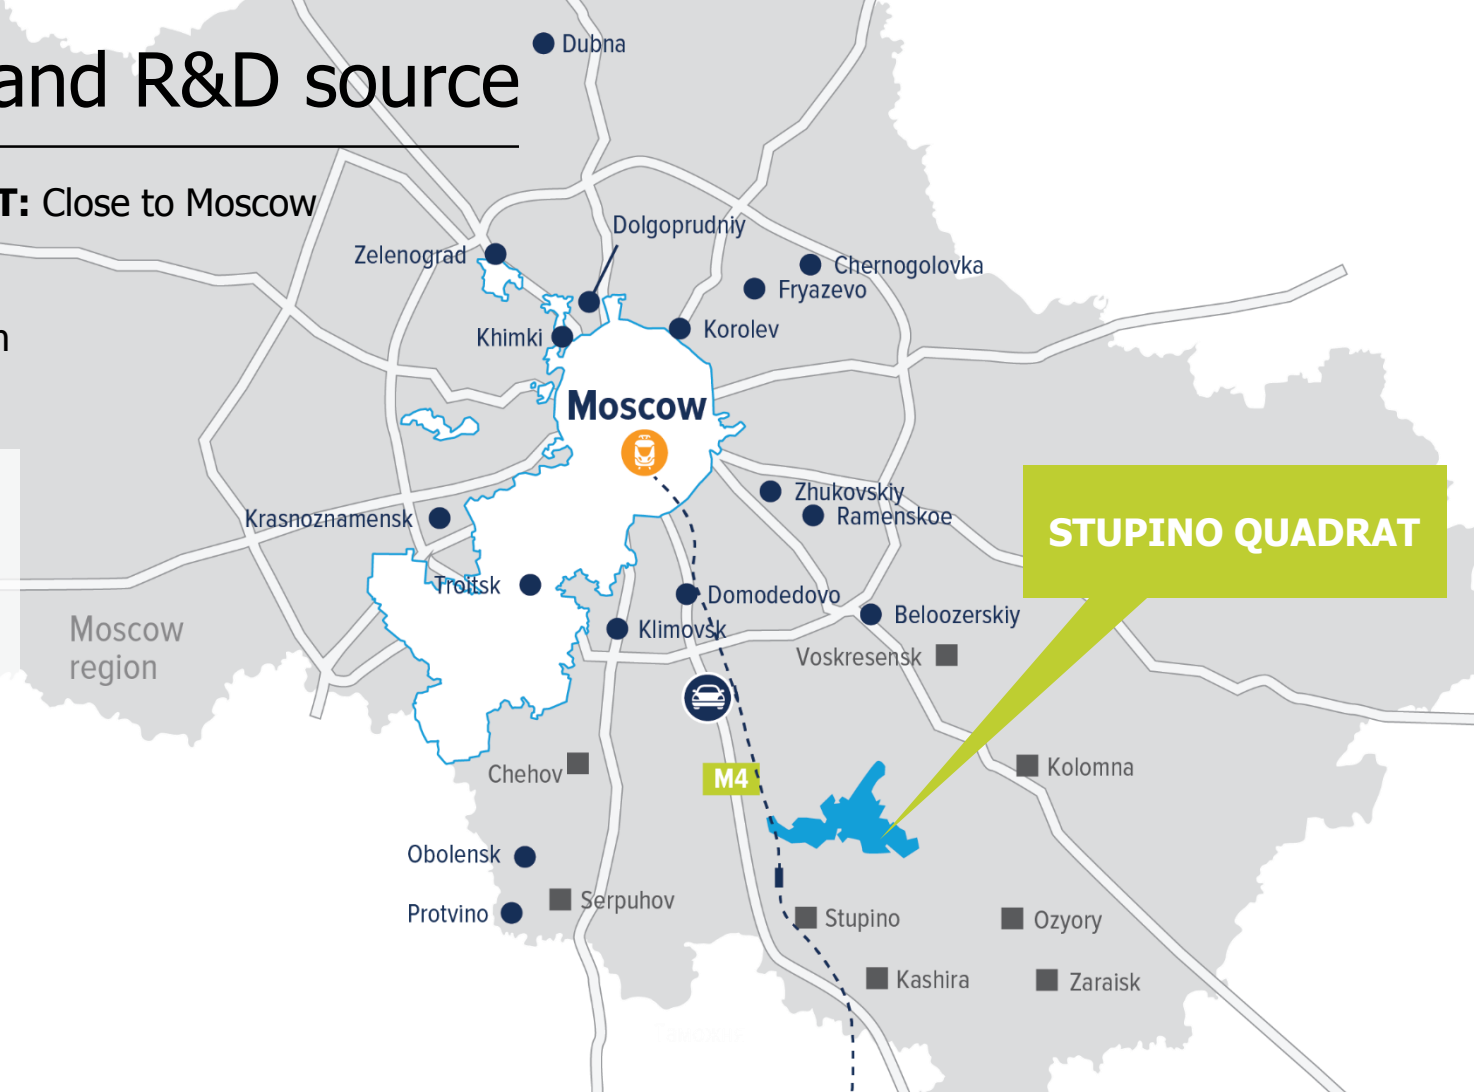 and R&D source
T: Close to Moscow
n
Dubna
Dolgoprudniy
Zelenograd
Chernogolovka
Fryazevo
Khimki
Korolev
Moscow
Zhukovskiy
Krasnoznamensk
Ramenskoe
STUPINO QUADRAT
Troitsk
Domodedovo
Beloozerskiy
Klimovsk
Moscow
region
Voskresensk
Chehov
M4
Kolomna
Obolensk
Serpuhov
Protvino
Stupino
Ozyory
Kashira
Zaraisk